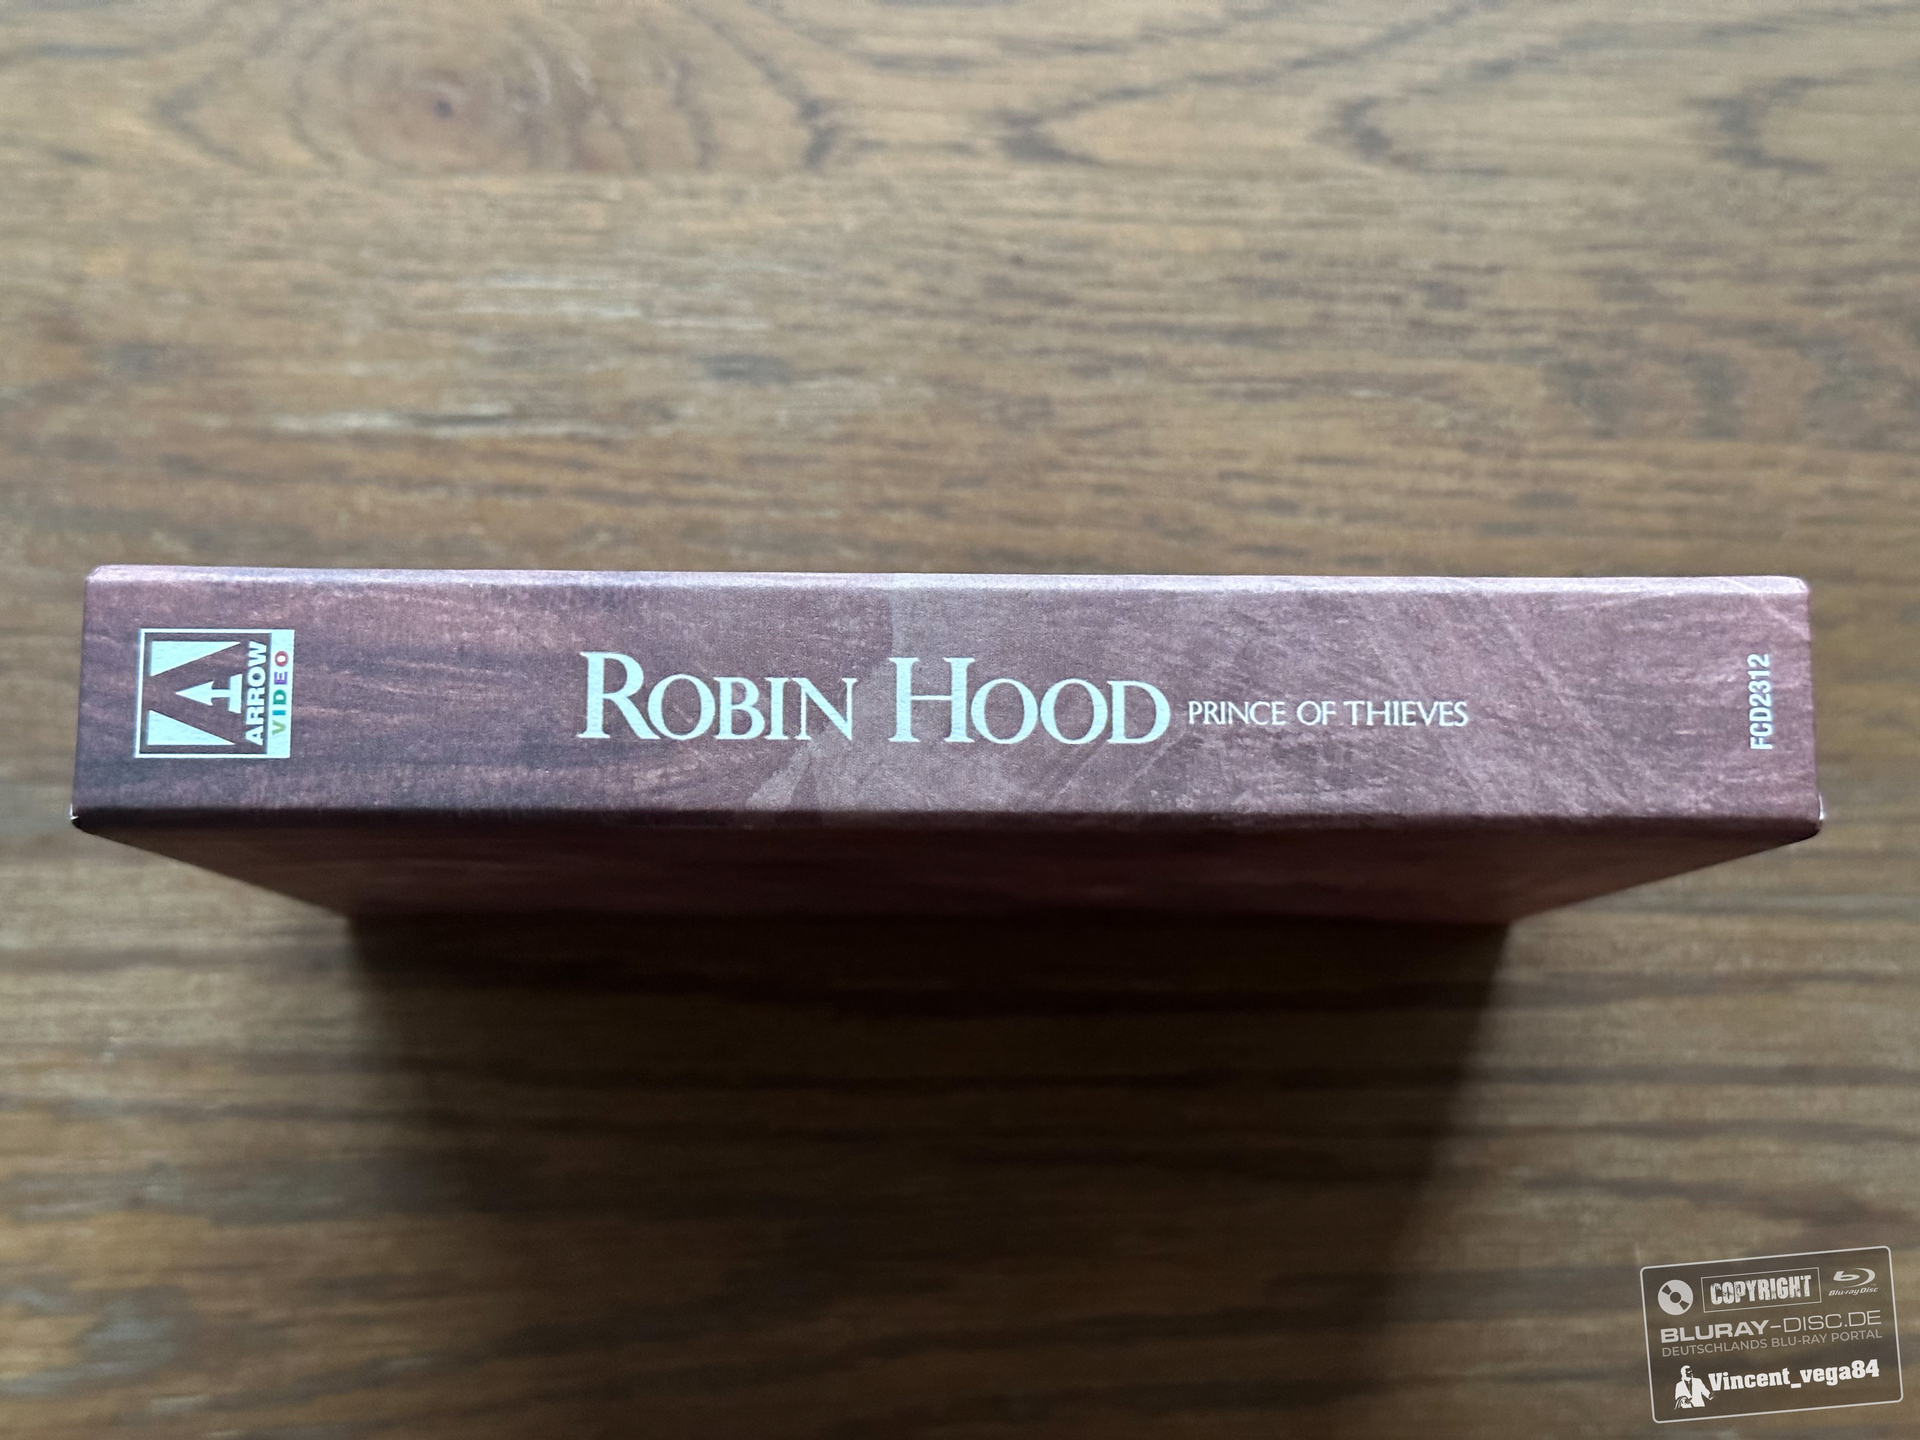 ARROW
VIDEO
ROBIN HOOD PRINCE OF THIEVES
FCD2312
COPYRIGHT
Blu-ray Disc
BLURAY-DISC.DE
DEUTSCHLANDS BLU-RAY PORTAL
Vincent_vega84